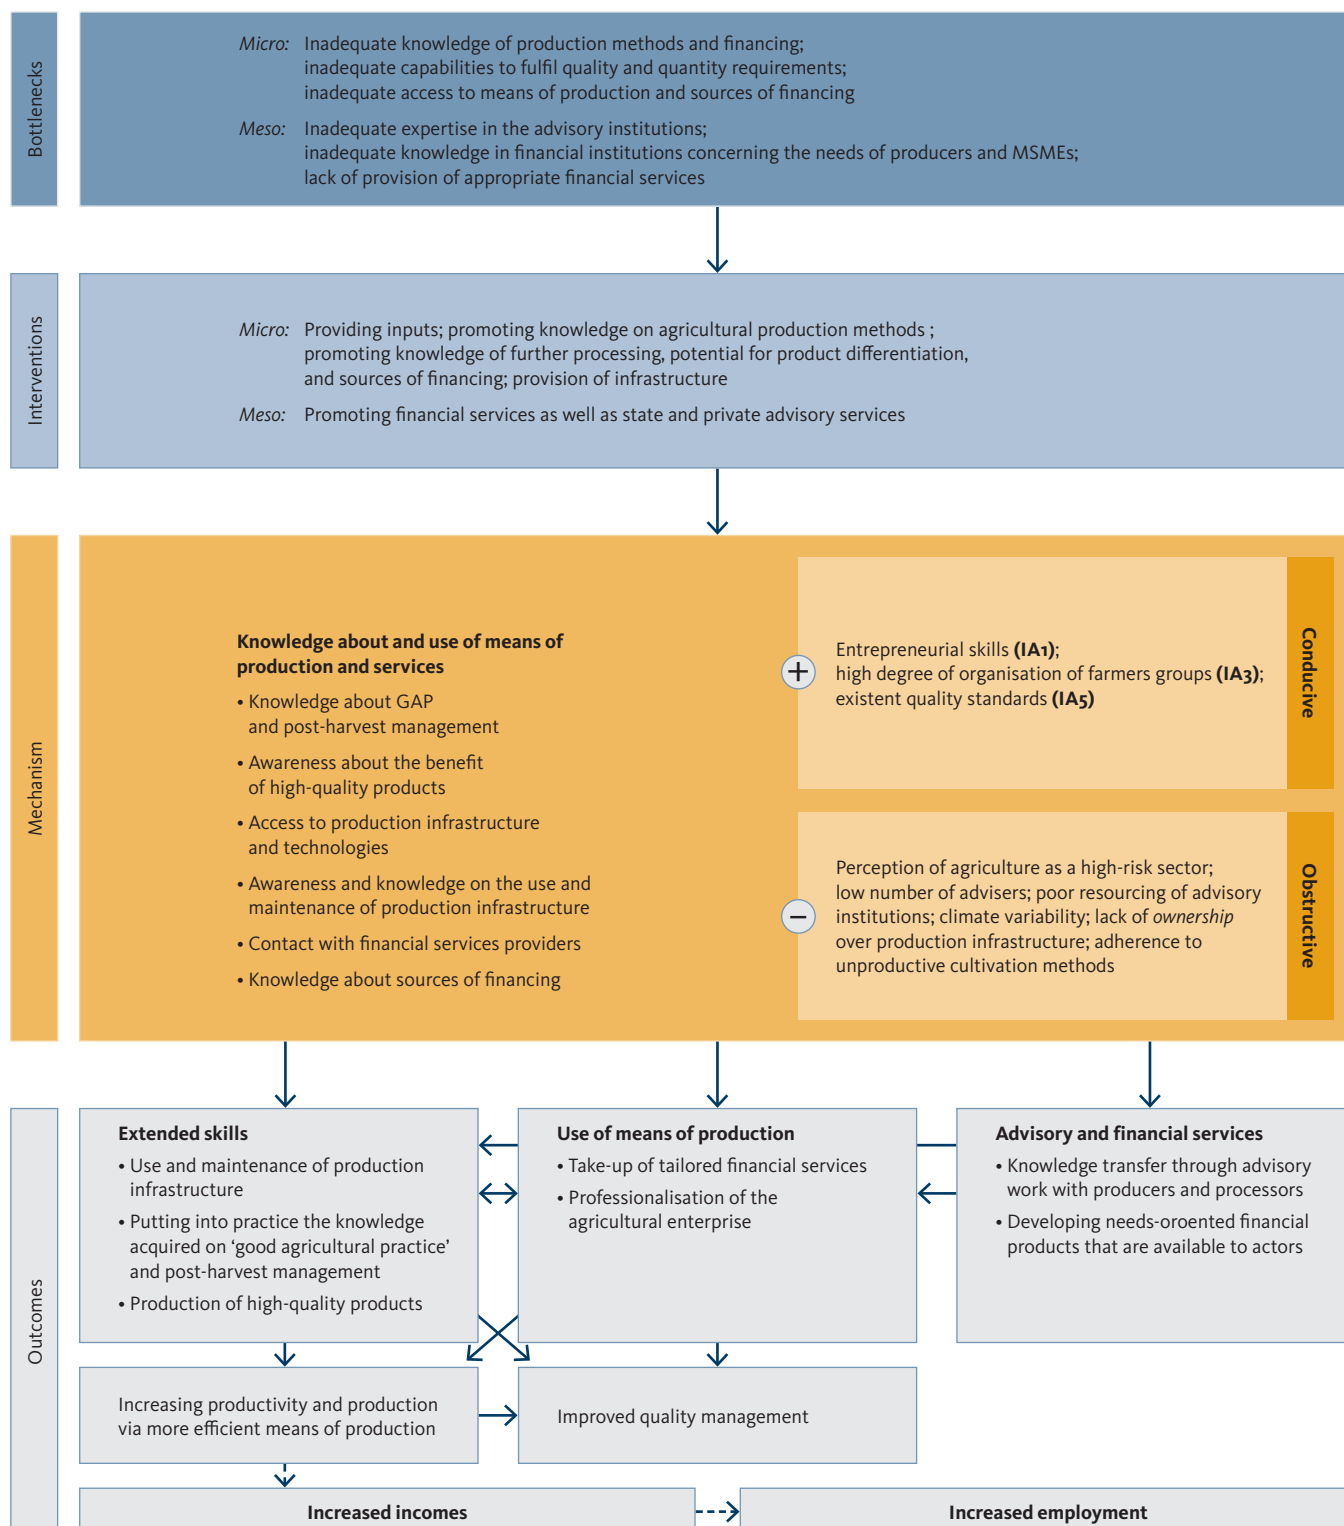 Bottlenecks
Micro: Inadequate knowledge of production methods and financing;
inadequate capabilities to fulfil quality and quantity requirements;
inadequate access to means of production and sources of financing
Meso: Inadequate expertise in the advisory institutions;
inadequate knowledge in financial institutions concerning the needs of producers and MSMEs;
lack of provision of appropriate financial services
Interventions
Micro: Providing inputs; promoting knowledge on agricultural production methods ;
promoting knowledge of further processing, potential for product differentiation,
and sources of financing; provision of infrastructure
Meso: Promoting financial services as well as state and private advisory services
Mechanism
Knowledge about and use of means of
production and services
• Knowledge about GAP
and post-harvest management
• Awareness about the benefit
of high-quality products
• Access to production infrastructure
and technologies
• Awareness and knowledge on the use and
maintenance of production infrastructure
• Contact with financial services providers
• Knowledge about sources of financing
+
Entrepreneurial skills (IA1);
high degree of organisation of farmers groups (IA3);
existent quality standards (IA5)
Conducive
–
Perception of agriculture as a high-risk sector;
low number of advisers; poor resourcing of advisory
institutions; climate variability; lack of ownership
over production infrastructure; adherence to
unproductive cultivation methods
Obstructive
Outcomes
Extended skills
• Use and maintenance of production
infrastructure
• Putting into practice the knowledge
acquired on ‘good agricultural practice’
and post-harvest management
• Production of high-quality products
Use of means of production
• Take-up of tailored financial services
• Professionalisation of the
agricultural enterprise
Advisory and financial services
• Knowledge transfer through advisory
work with producers and processors
• Developing needs-oroented financial
products that are available to actors
Increasing productivity and production
via more efficient means of production
Improved quality management
Increased incomes
Increased employment